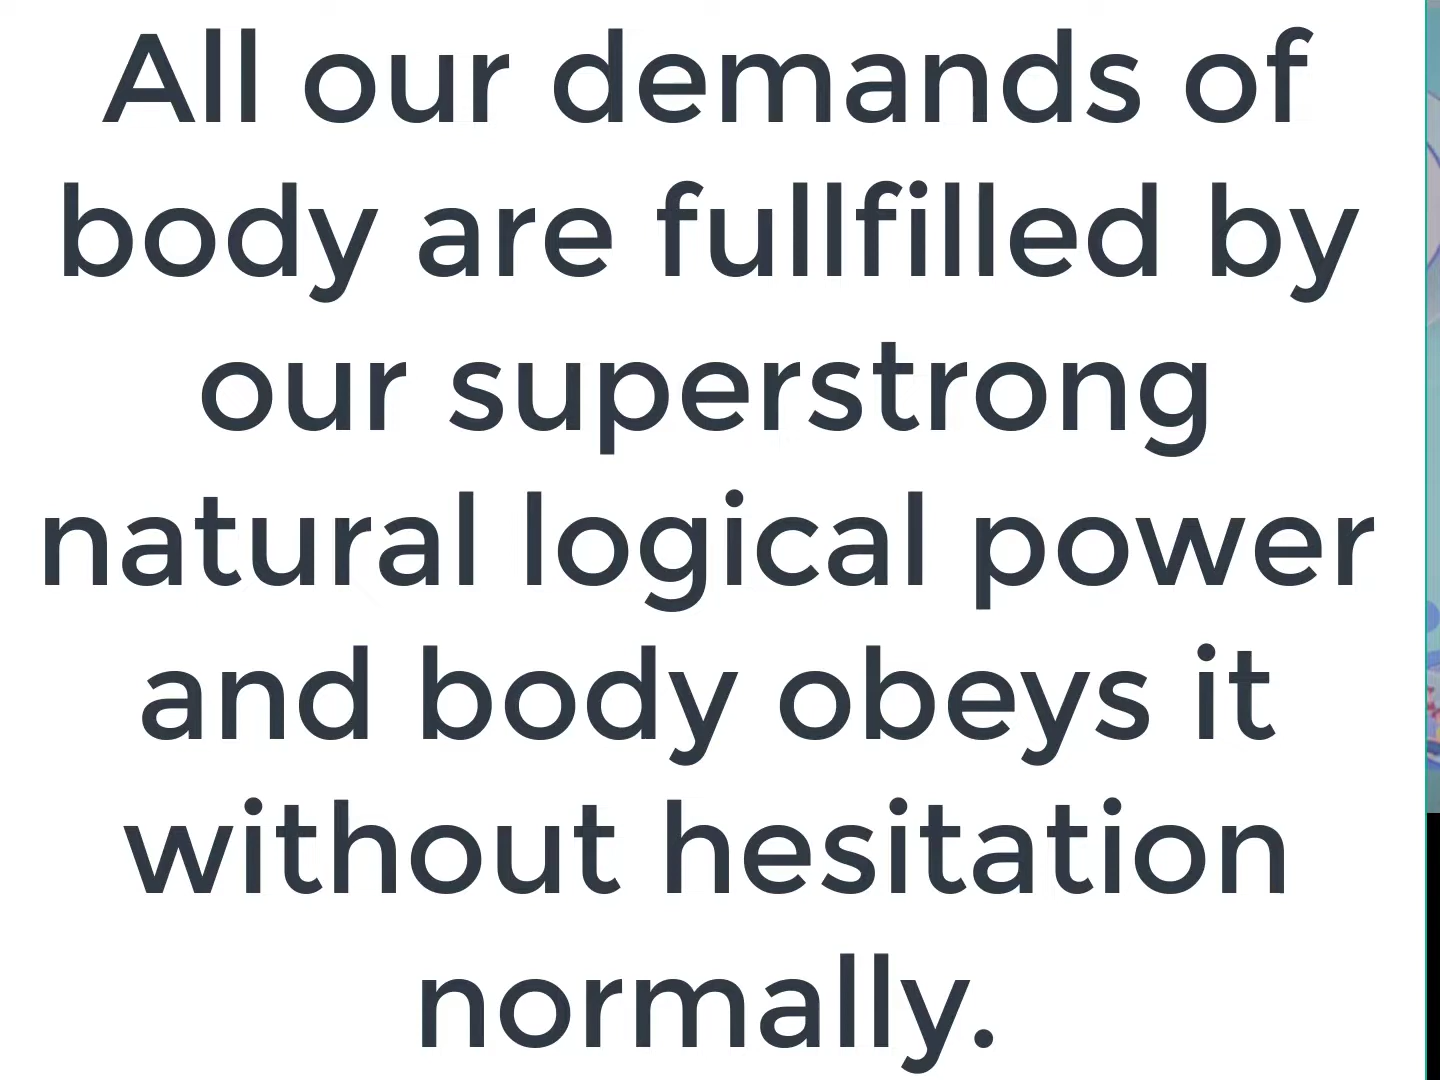 All our demands of
body are fullfilled by
our superstrong
natural logical power
and body obeys it
without hesitation
normally.